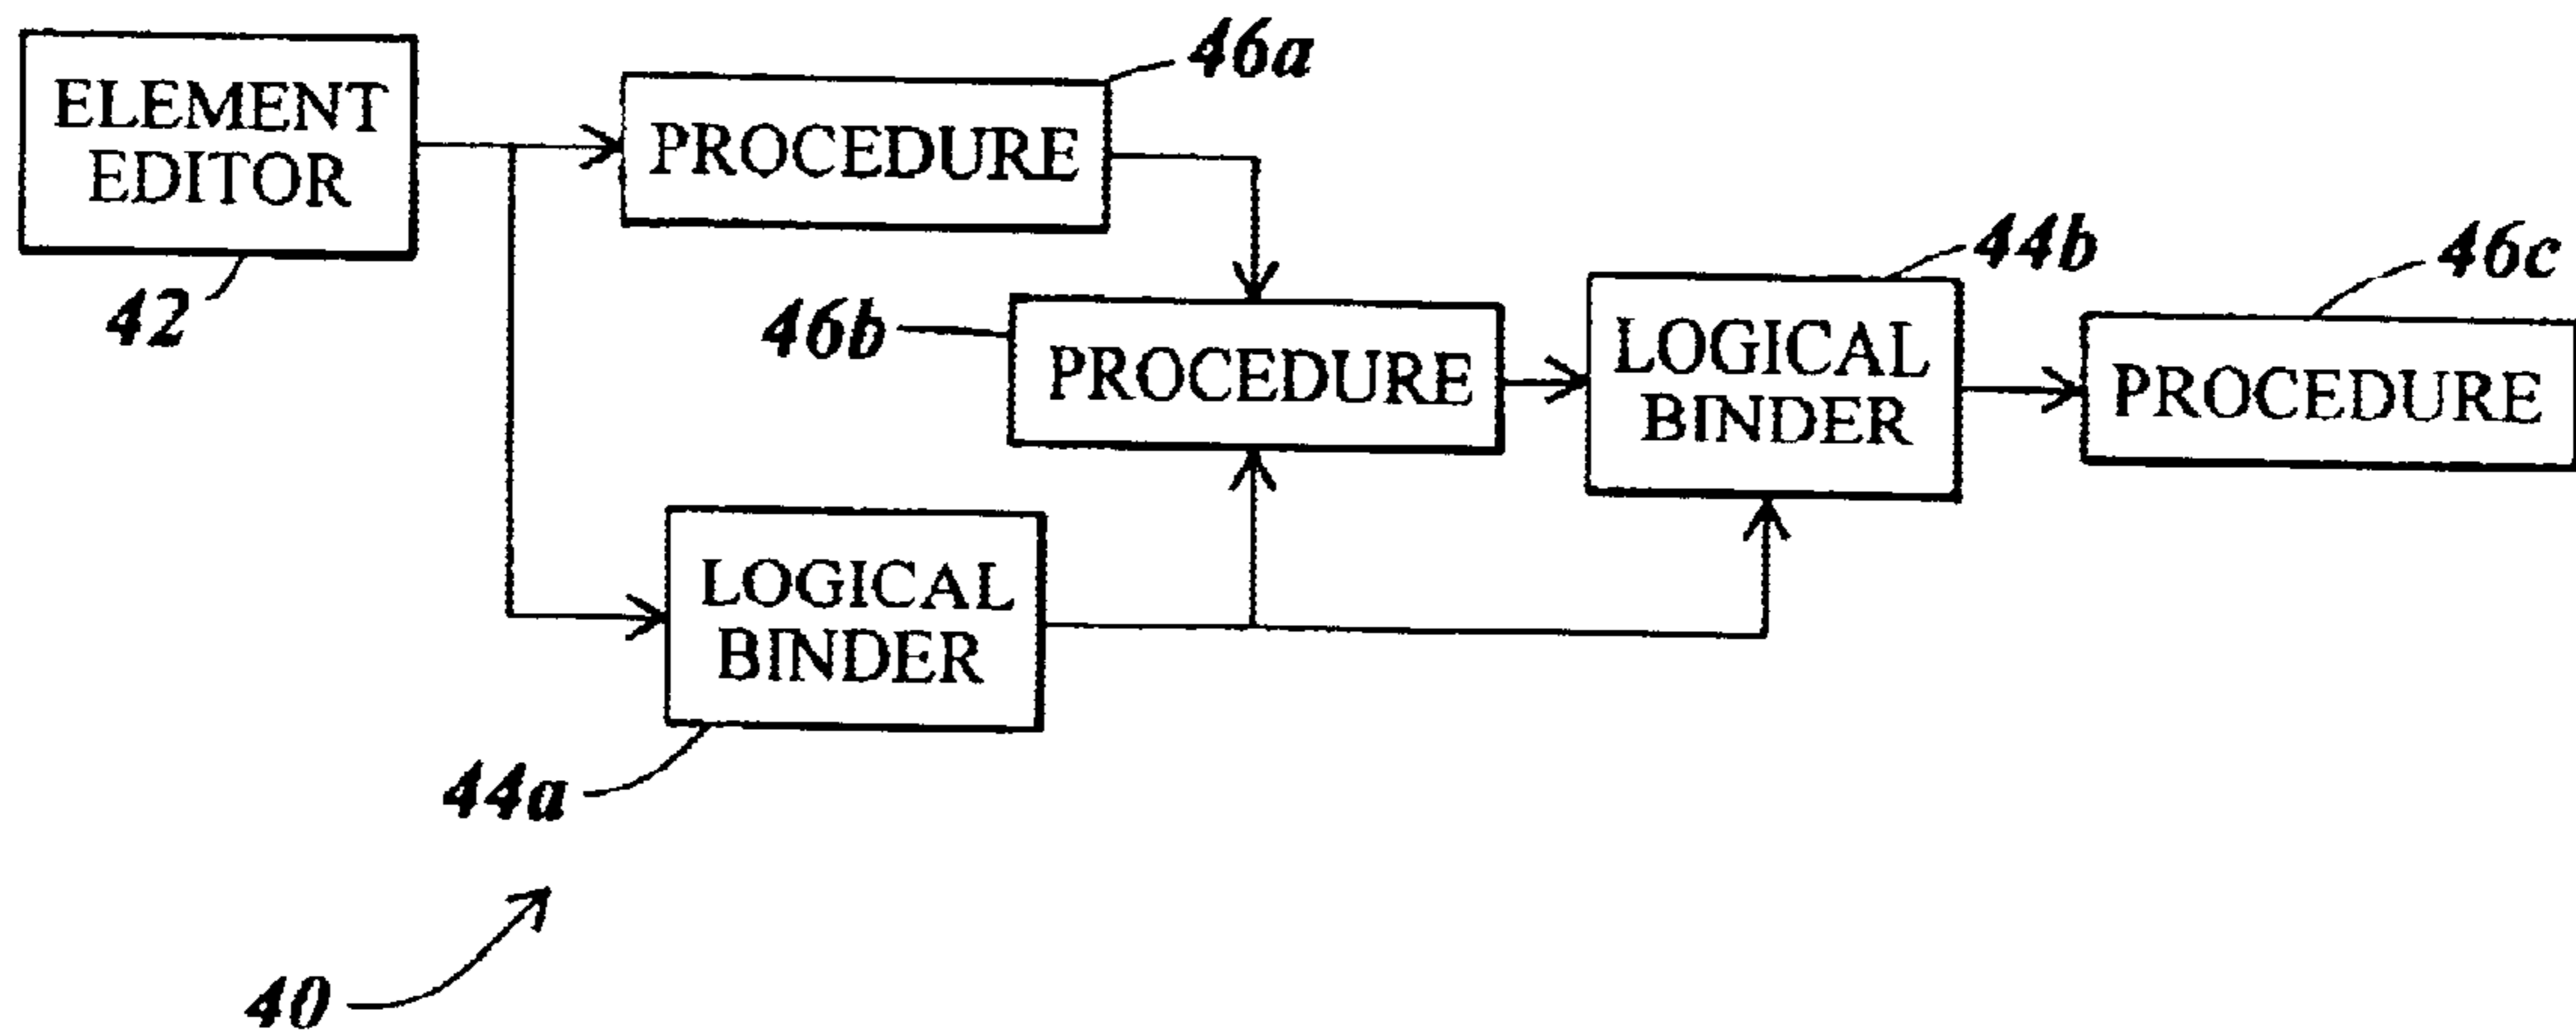 46a
ELEMENT
EDITOR
PROCEDURE
42
46b
PROCEDURE
44b
LOGICAL
BINDER
46c
PROCEDURE
LOGICAL
BINDER
44a
40